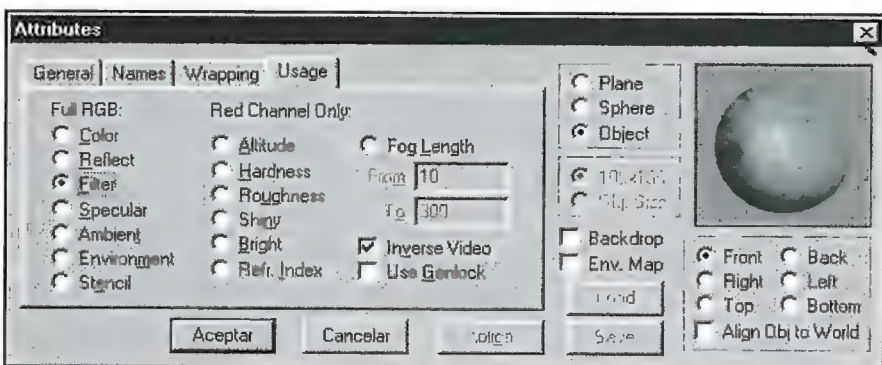 Attributes
General Names Wrapping Usage
Full RGB:
Color
Reflect
Filter
Specular
Ambient
Environment
Stencil
Red Channel Only:
Altitude
Hardness
Roughness
Shiny
Bright
Refr. Index
Fog Length
From 10
To 300
Inverse Video
Use Genlock
Aceptar
Cancelar
Plane
Sphere
Object
Backdrop
Env. Map
Load
Save
Front Back
Right Left
Top Bottom
Align Obj to World